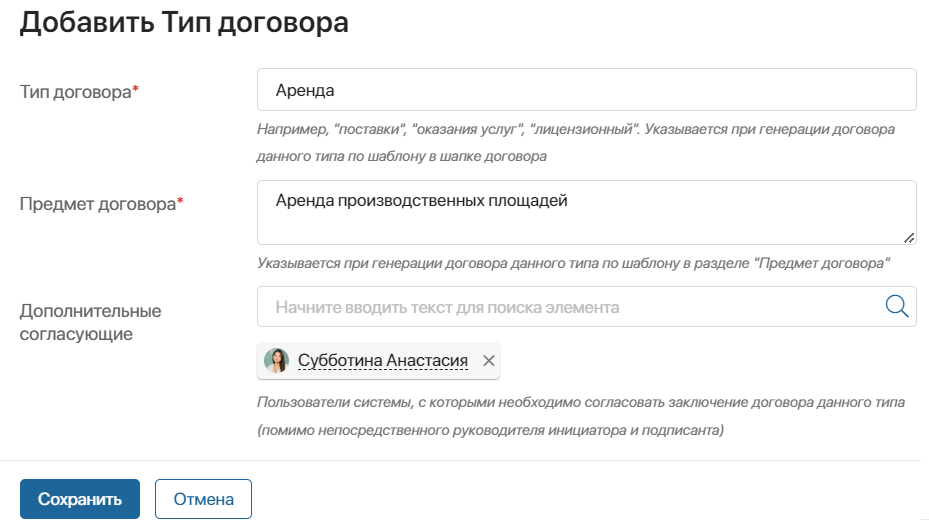 Добавить Тип договора
Тип договора*
Аренда
Например, "поставки", "оказания услуг", "лицензионный". Указывается при генерации договора
данного типа по шаблону в шапке договора
Предмет договора*
Аренда производственных площадей
Указывается при генерации договора данного типа по шаблону в разделе "Предмет договора"
Дополнительные
согласующие
Начните вводить текст для поиска элемента
Субботина Анастасия
Пользователи системы, с которыми необходимо согласовать заключение договора данного типа
(помимо непосредственного руководителя инициатора и подписанта)
Сохранить
Отмена